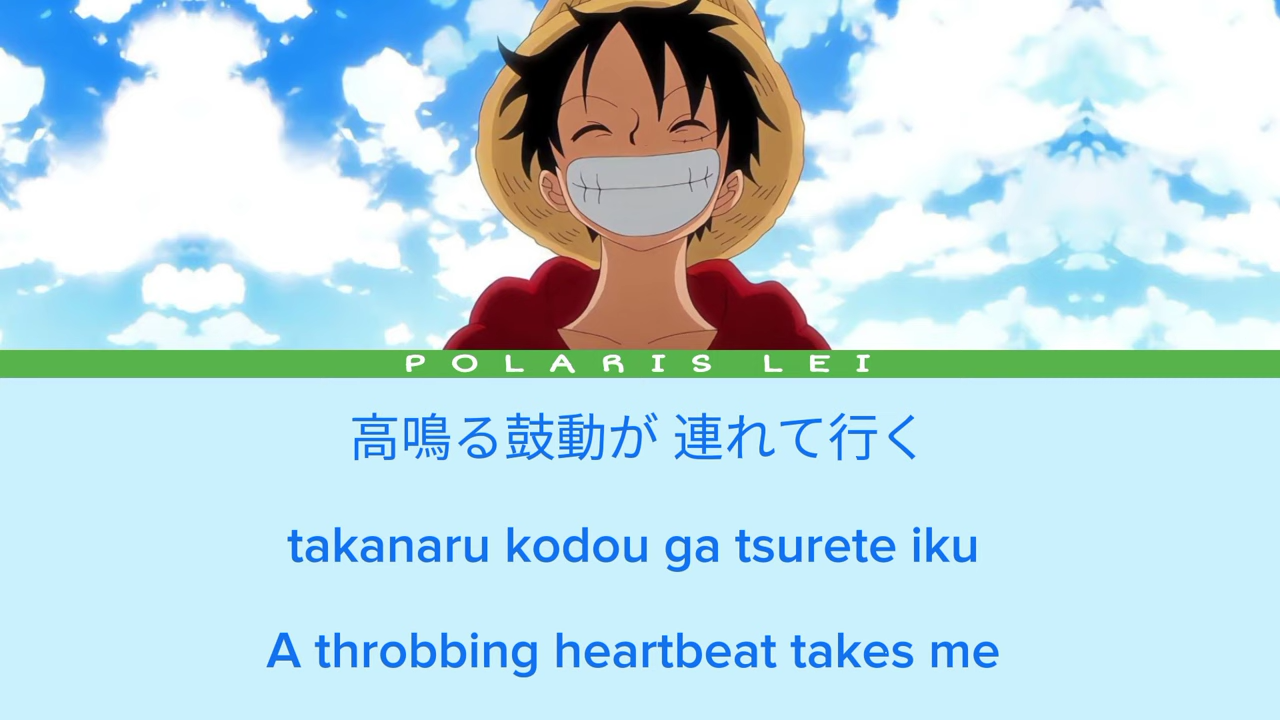 POLARIS LEI
高鳴る鼓動が 連れて行く
takanaru kodou ga tsurete iku
A throbbing heartbeat takes me